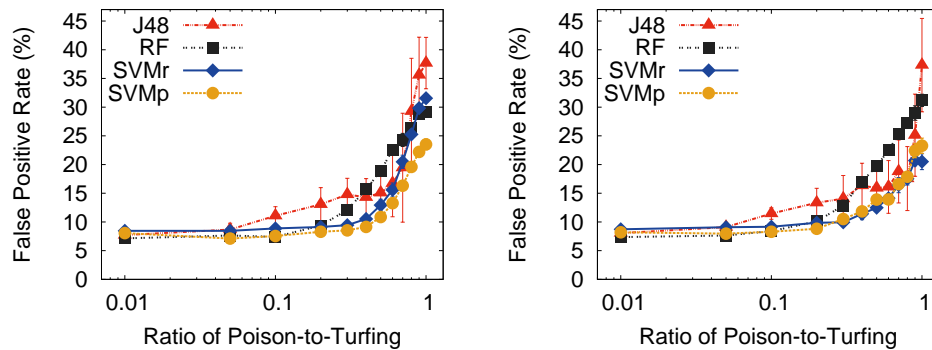 45
40
35
30
25
20
15
10
5
0
False Positive Rate (%)
J48
RF
SVMr
SVMp
0.01
0.1
1
Ratio of Poison-to-Turfing
45
40
35
30
25
20
15
10
5
0
False Positive Rate (%)
J48
RF
SVMr
SVMp
0.01
0.1
1
Ratio of Poison-to-Turfing